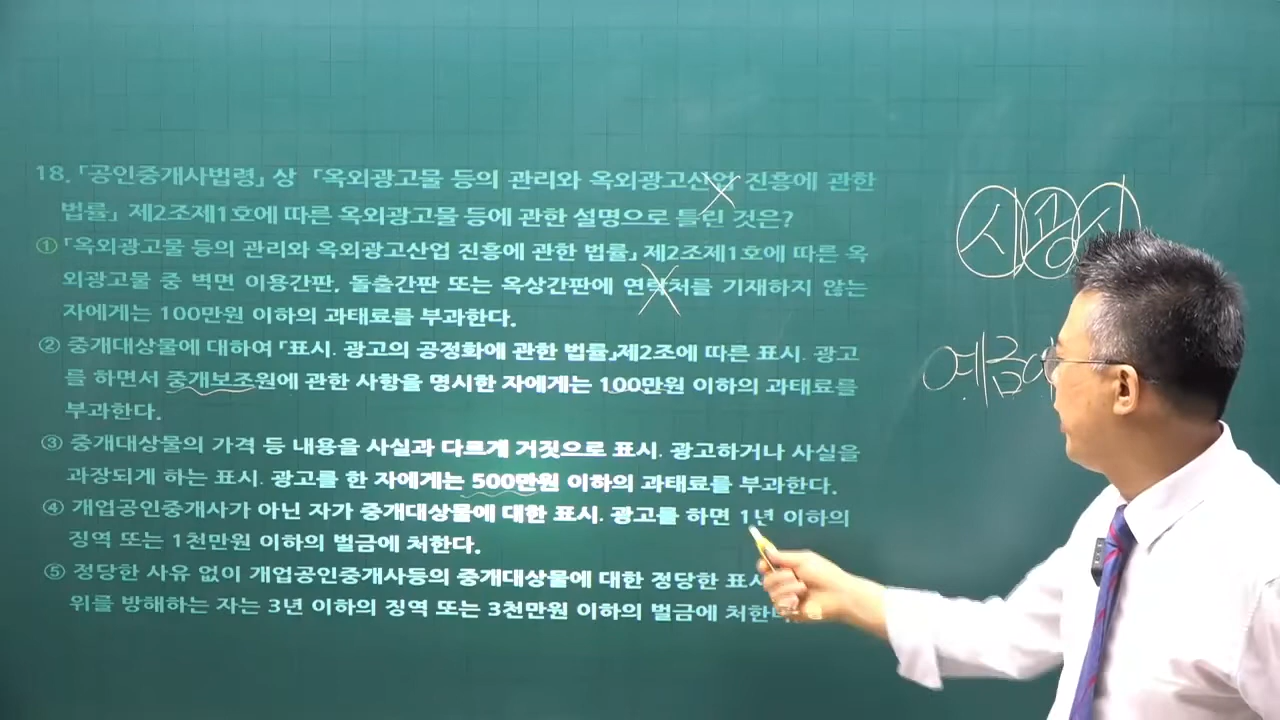 18. 「공인중개사법령」 상 「옥외광고물 등의 관리와 옥외광고산업 진흥에 관한
법률」 제2조제1호에 따른 옥외광고물 등에 관한 설명으로 틀린 것은?
① 「옥외광고물 등의 관리와 옥외광고산업 진흥에 관한 법률」 제2조제1호에 따른 옥
외광고물 중 벽면 이용간판, 돌출간판 또는 옥상간판에 연락처를 기재하지 않는
자에게는 100만원 이하의 과태료를 부과한다.
② 중개대상물에 대하여 「표시. 광고의 공정화에 관한 법률」제2조에 따른 표시. 광고
를 하면서 중개보조원에 관한 사항을 명시한 자에게는 100만원 이하의 과태료를
부과한다.
③ 중개대상물의 가격 등 내용을 사실과 다르게 거짓으로 표시. 광고하거나 사실을
과장되게 하는 표시. 광고를 한 자에게는 500만원 이하의 과태료를 부과한다.
④ 개업공인중개사가 아닌 자가 중개대상물에 대한 표시. 광고를 하면 1년 이하의
징역 또는 1천만원 이하의 벌금에 처한다.
⑤ 정당한 사유 없이 개업공인중개사등의 중개대상물에 대한 정당한 표시
위를 방해하는 자는 3년 이하의 징역 또는 3천만원 이하의 벌금에 처한다.
시광
예금